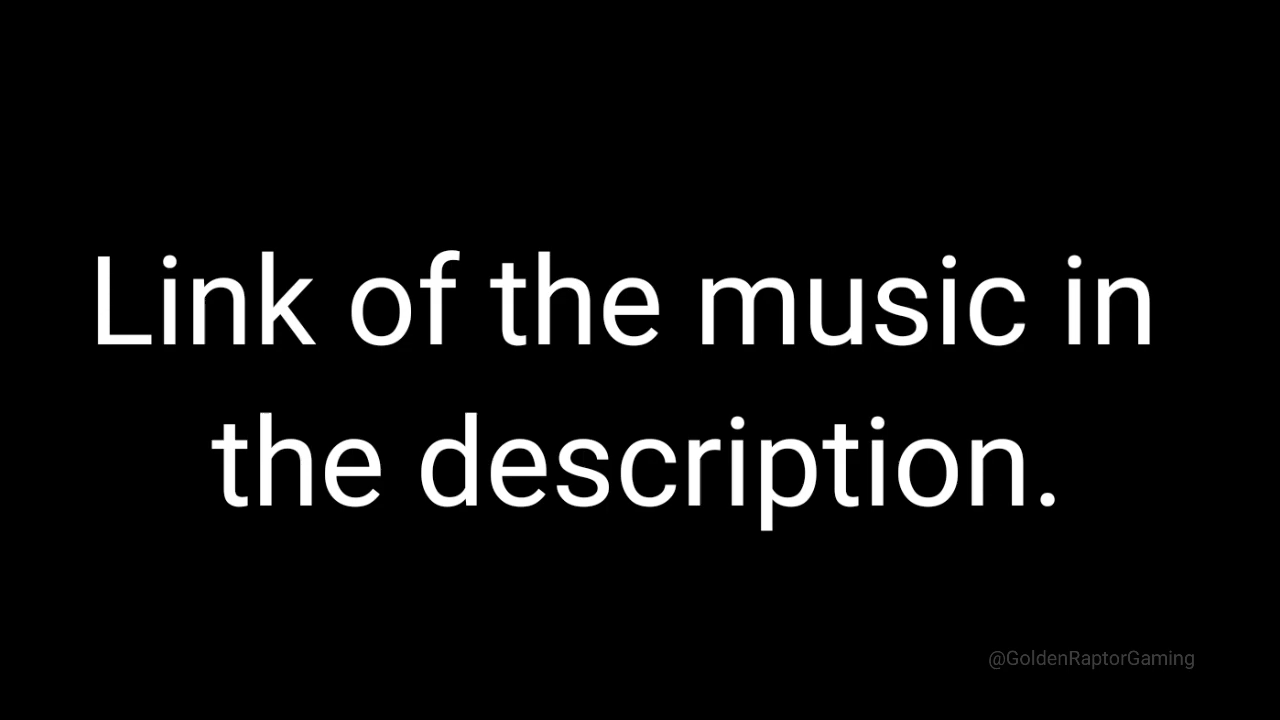 Link of the music in
the description.
@GoldenRaptorGaming